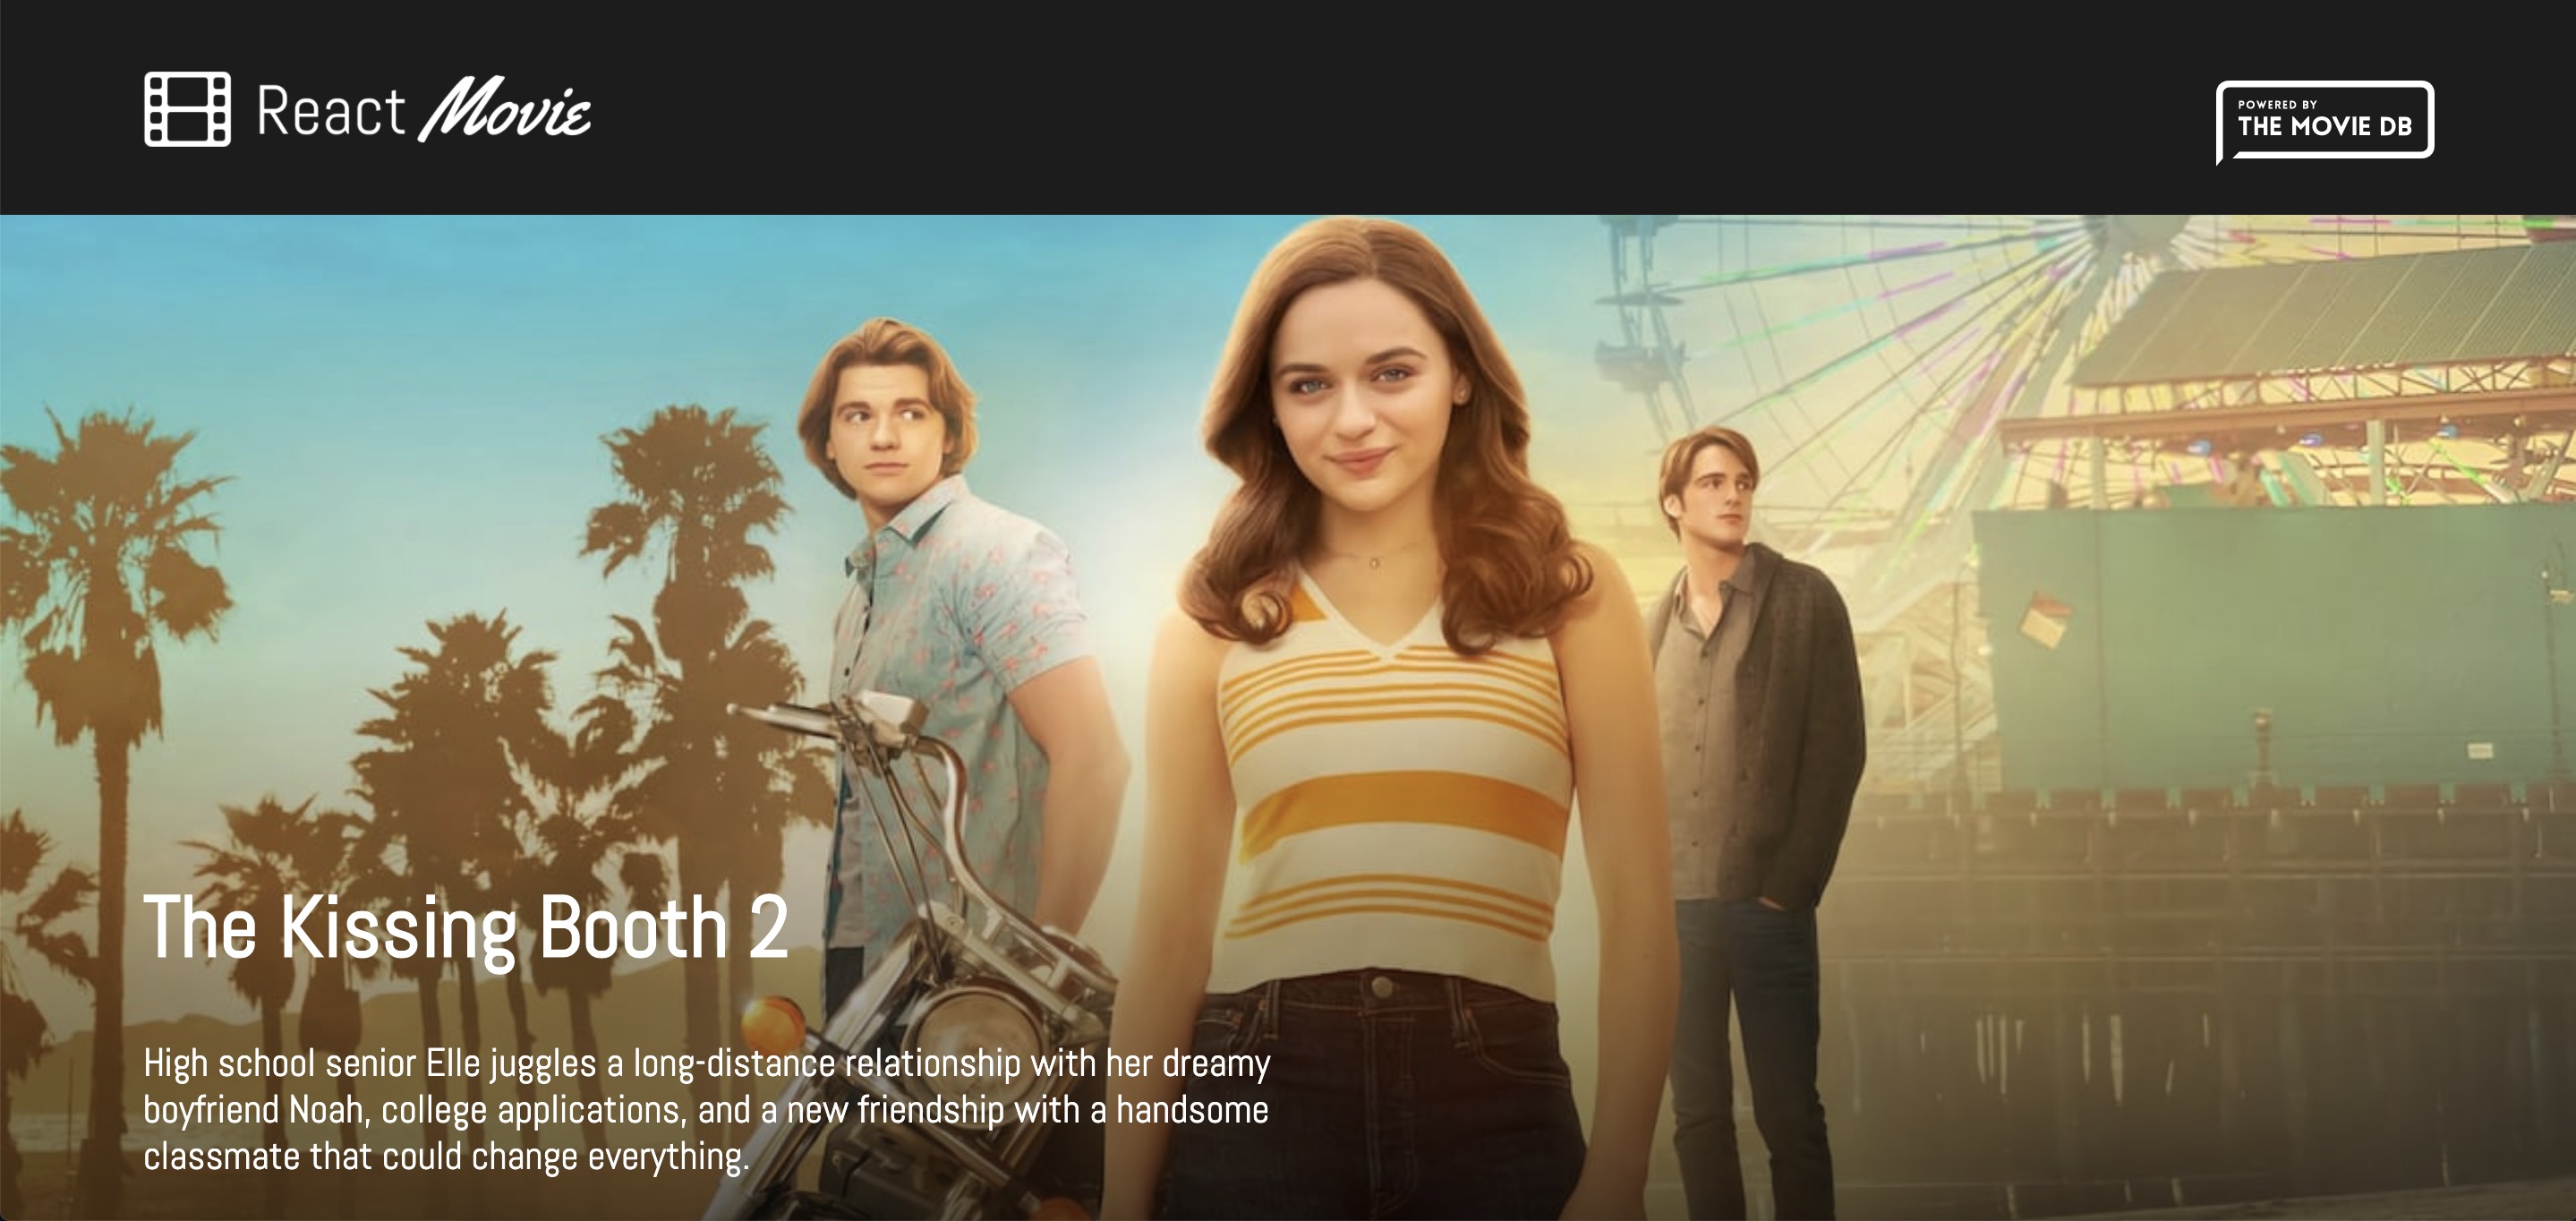 React Movie
POWERED BY
THE MOVIE DB
The Kissing Booth 2
High school senior Elle juggles a long-distance relationship with her dreamy
boyfriend Noah, college applications, and a new friendship with a handsome
classmate that could change everything.